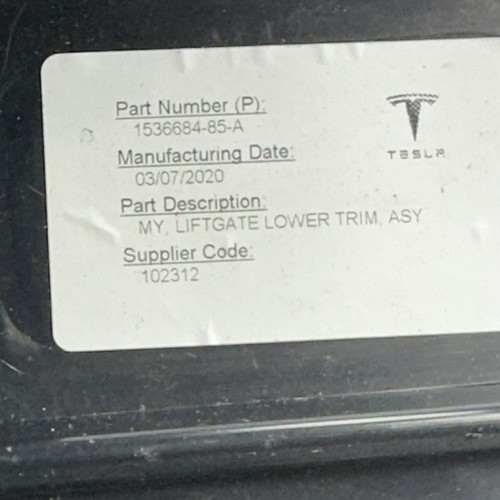 Part Number (P):
1536684-85-A
Manufacturing Date:
03/07/2020
Part Description:
MY, LIFTGATE LOWER TRIM, ASY
Supplier Code:
102312
TESLA